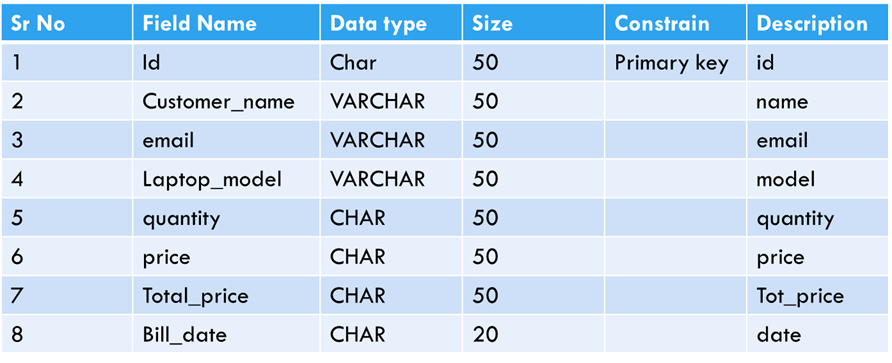 Sr No Field Name Data type Size Constrain Description
1 Id Char 50 Primary key id
2 Customer_name VARCHAR 50 name
3 email VARCHAR 50 email
4 Laptop_model VARCHAR 50 model
5 quantity CHAR 50 quantity
6 price CHAR 50 price
7 Total_price CHAR 50 Tot_price
8 Bill_date CHAR 20 date